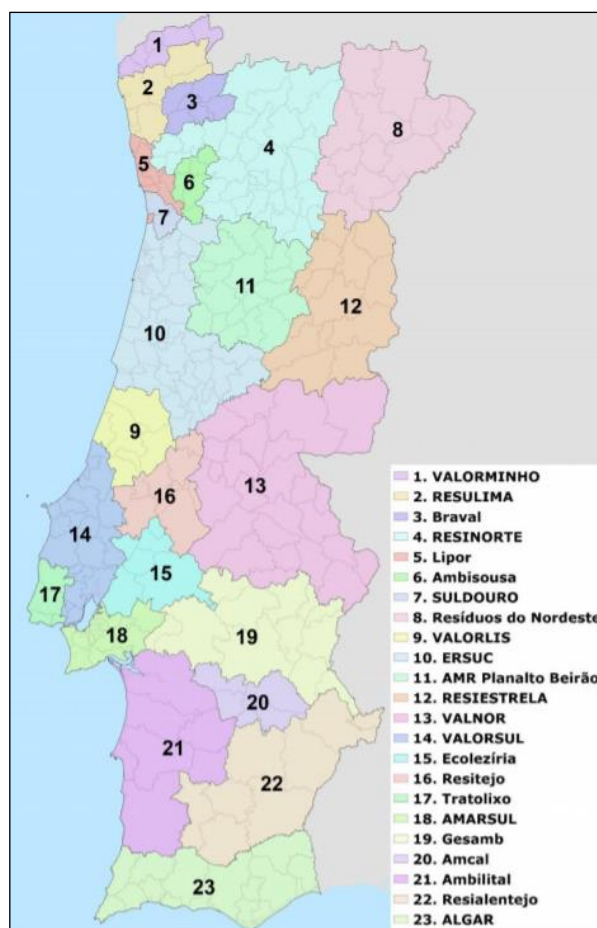 1
2
3
4
8
5
6
7
11
12
10
9
13
16
14
15
17
18
19
20
21
22
23
1. VALORMINHO
2. RESULIMA
3. Braval
4. RESINORTE
5. Lipor
6. Ambisousa
7. SULDOURO
8. Resíduos do Nordeste
9. VALORLIS
10. ERSUC
11. AMR Planalto Beirão
12. RESIESTRELA
13. VALNOR
14. VALORSUL
15. Ecolezíria
16. Resitejo
17. Tratolixo
18. AMARSUL
19. Gesamb
20. Amcal
21. Ambilital
22. Resialentejo
23. ALGAR